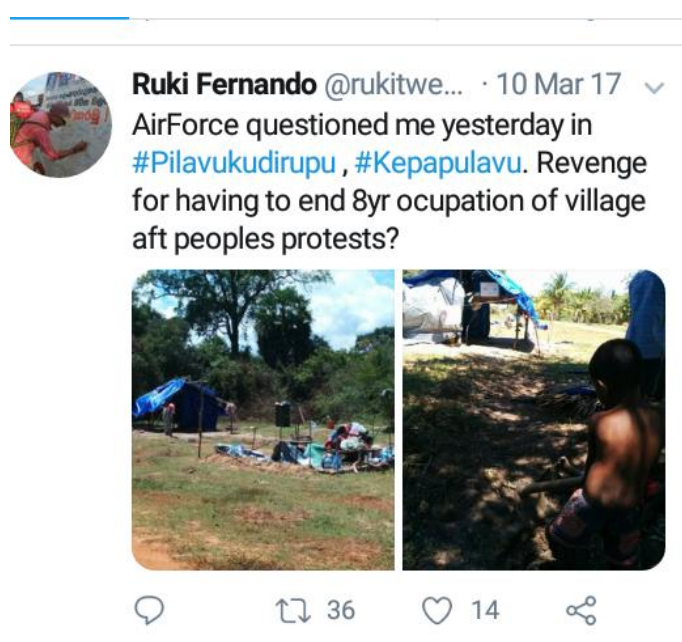 Ruki Fernando @rukitwe... · 10 Mar 17
AirForce questioned me yesterday in
#Pilavukudirupu , #Kepapulavu. Revenge
for having to end 8yr ocupation of village
aft peoples protests?
36 14